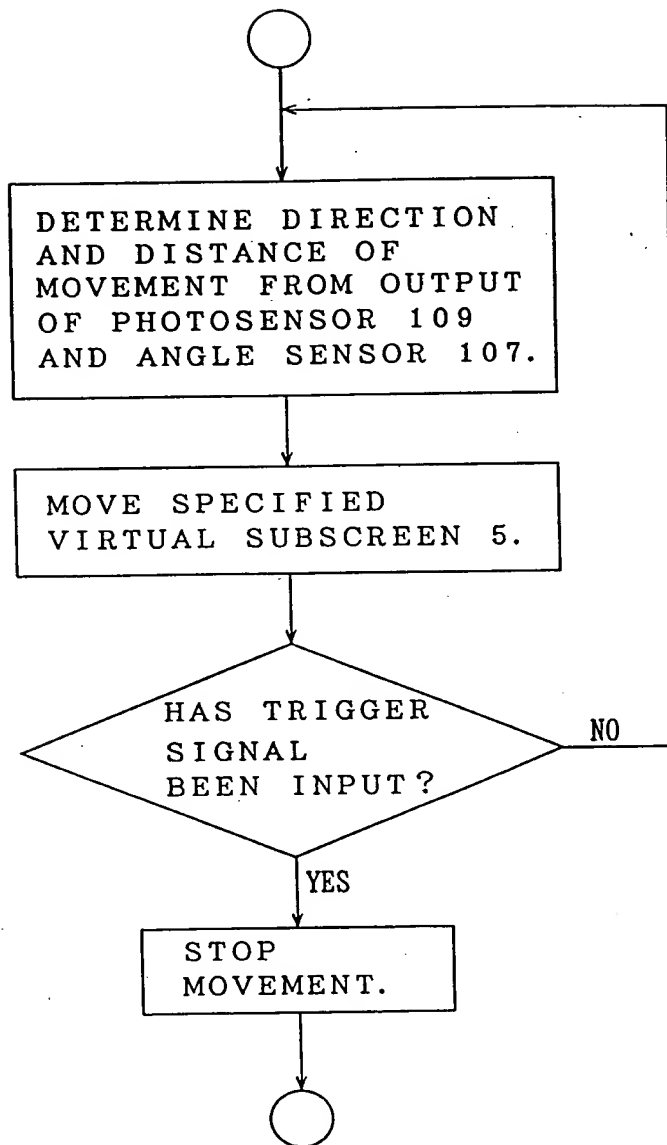 DETERMINE DIRECTION
AND DISTANCE OF
MOVEMENT FROM OUTPUT
OF PHOTOSENSOR 109
AND ANGLE SENSOR 107.
MOVE SPECIFIED
VIRTUAL SUBSCREEN 5.
HAS TRIGGER
SIGNAL
BEEN INPUT?
NO
YES
STOP
MOVEMENT.